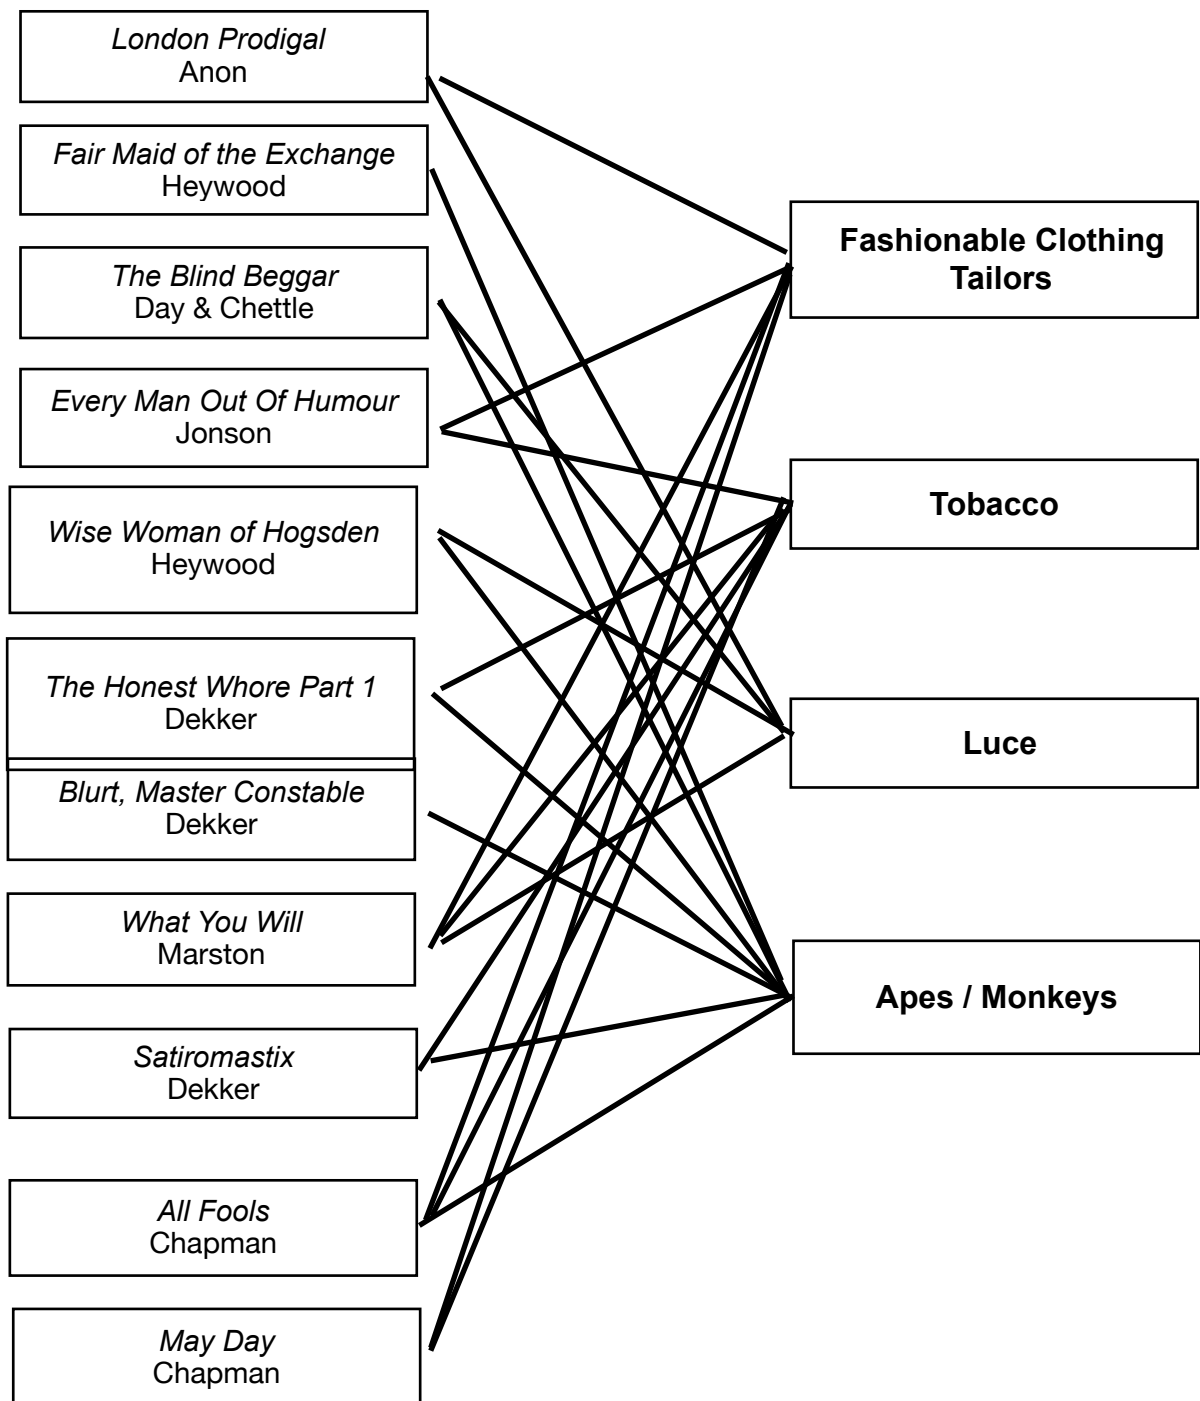 London Prodigal
Anon
Fair Maid of the Exchange
Heywood
The Blind Beggar
Day & Chettle
Every Man Out Of Humour
Jonson
Wise Woman of Hogsden
Heywood
The Honest Whore Part 1
Dekker
Blurt, Master Constable
Dekker
What You Will
Marston
Satiromastix
Dekker
All Fools
Chapman
May Day
Chapman
Fashionable Clothing
Tailors
Tobacco
Luce
Apes / Monkeys